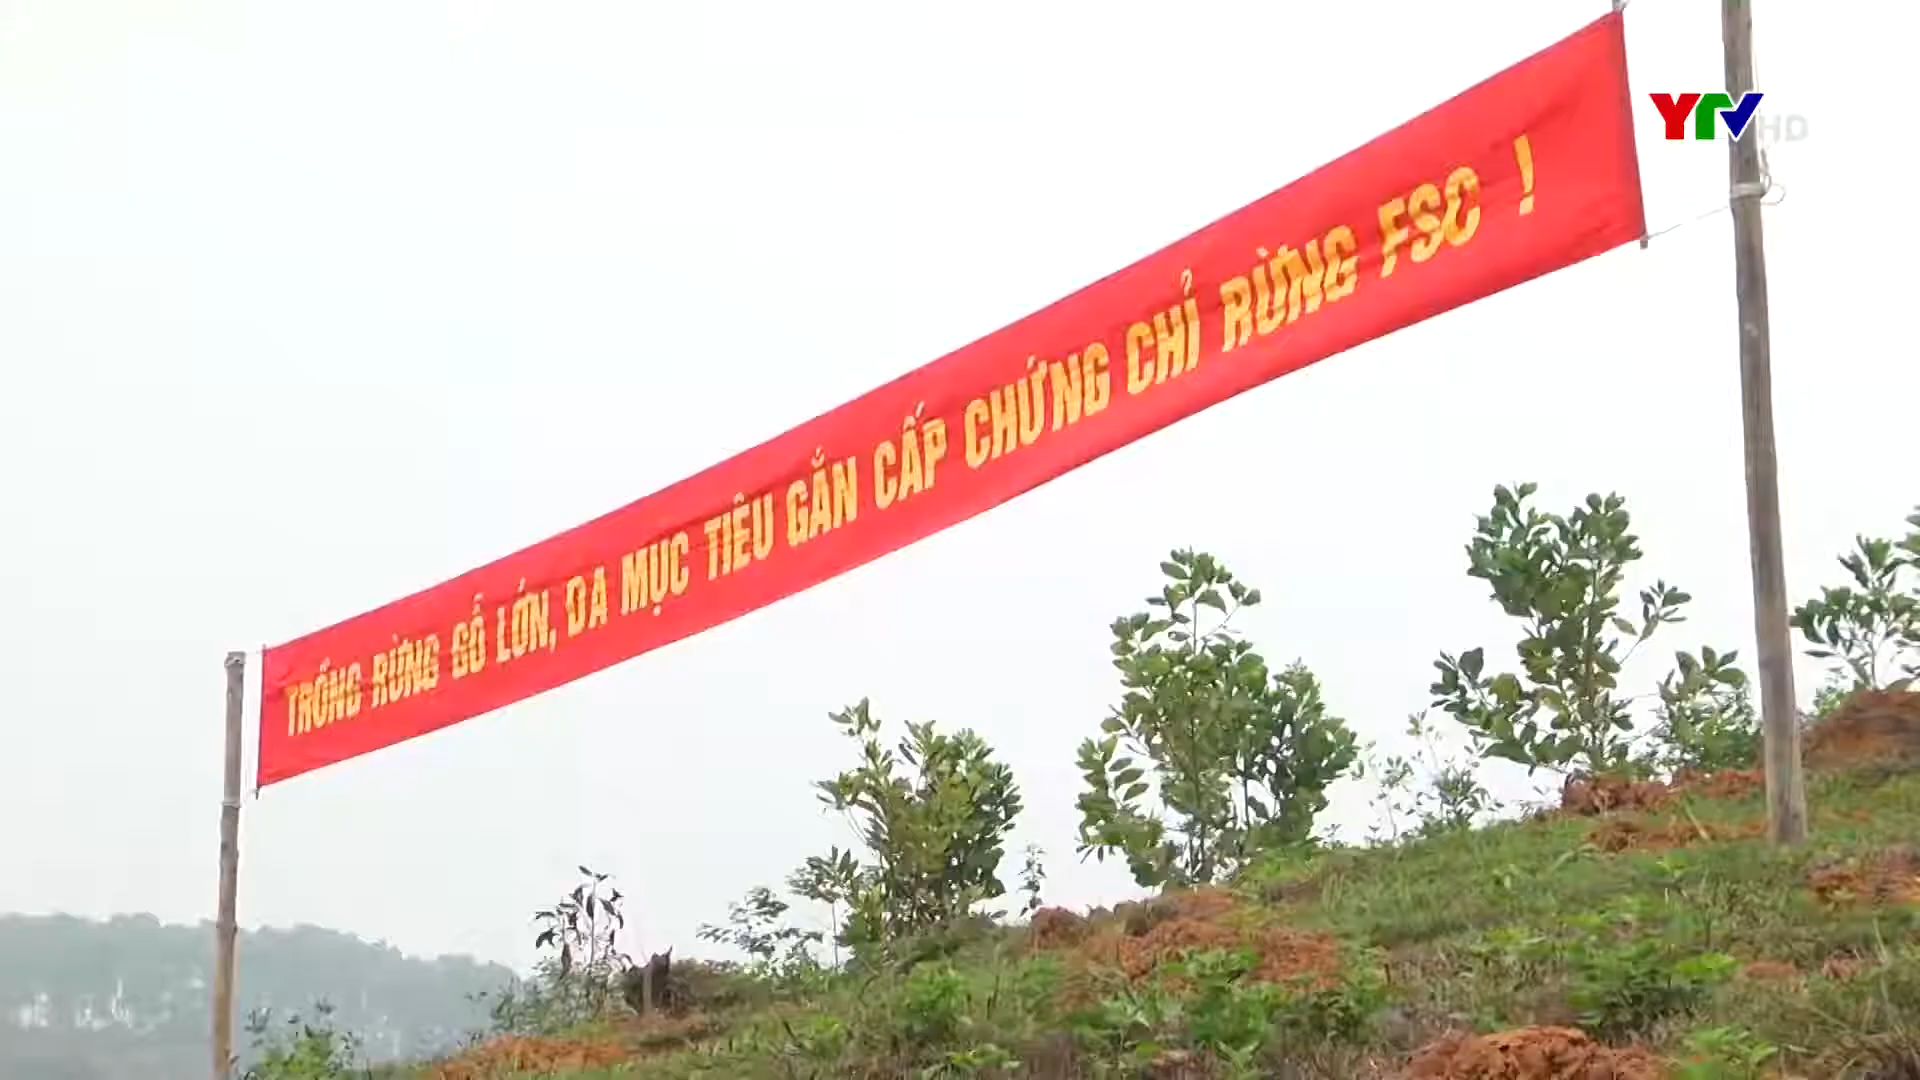 YTV HD
TRỒNG RỪNG GỖ LỚN, ĐA MỤC TIÊU GẮN CẤP CHỨNG CHỈ RỪNG FSC !